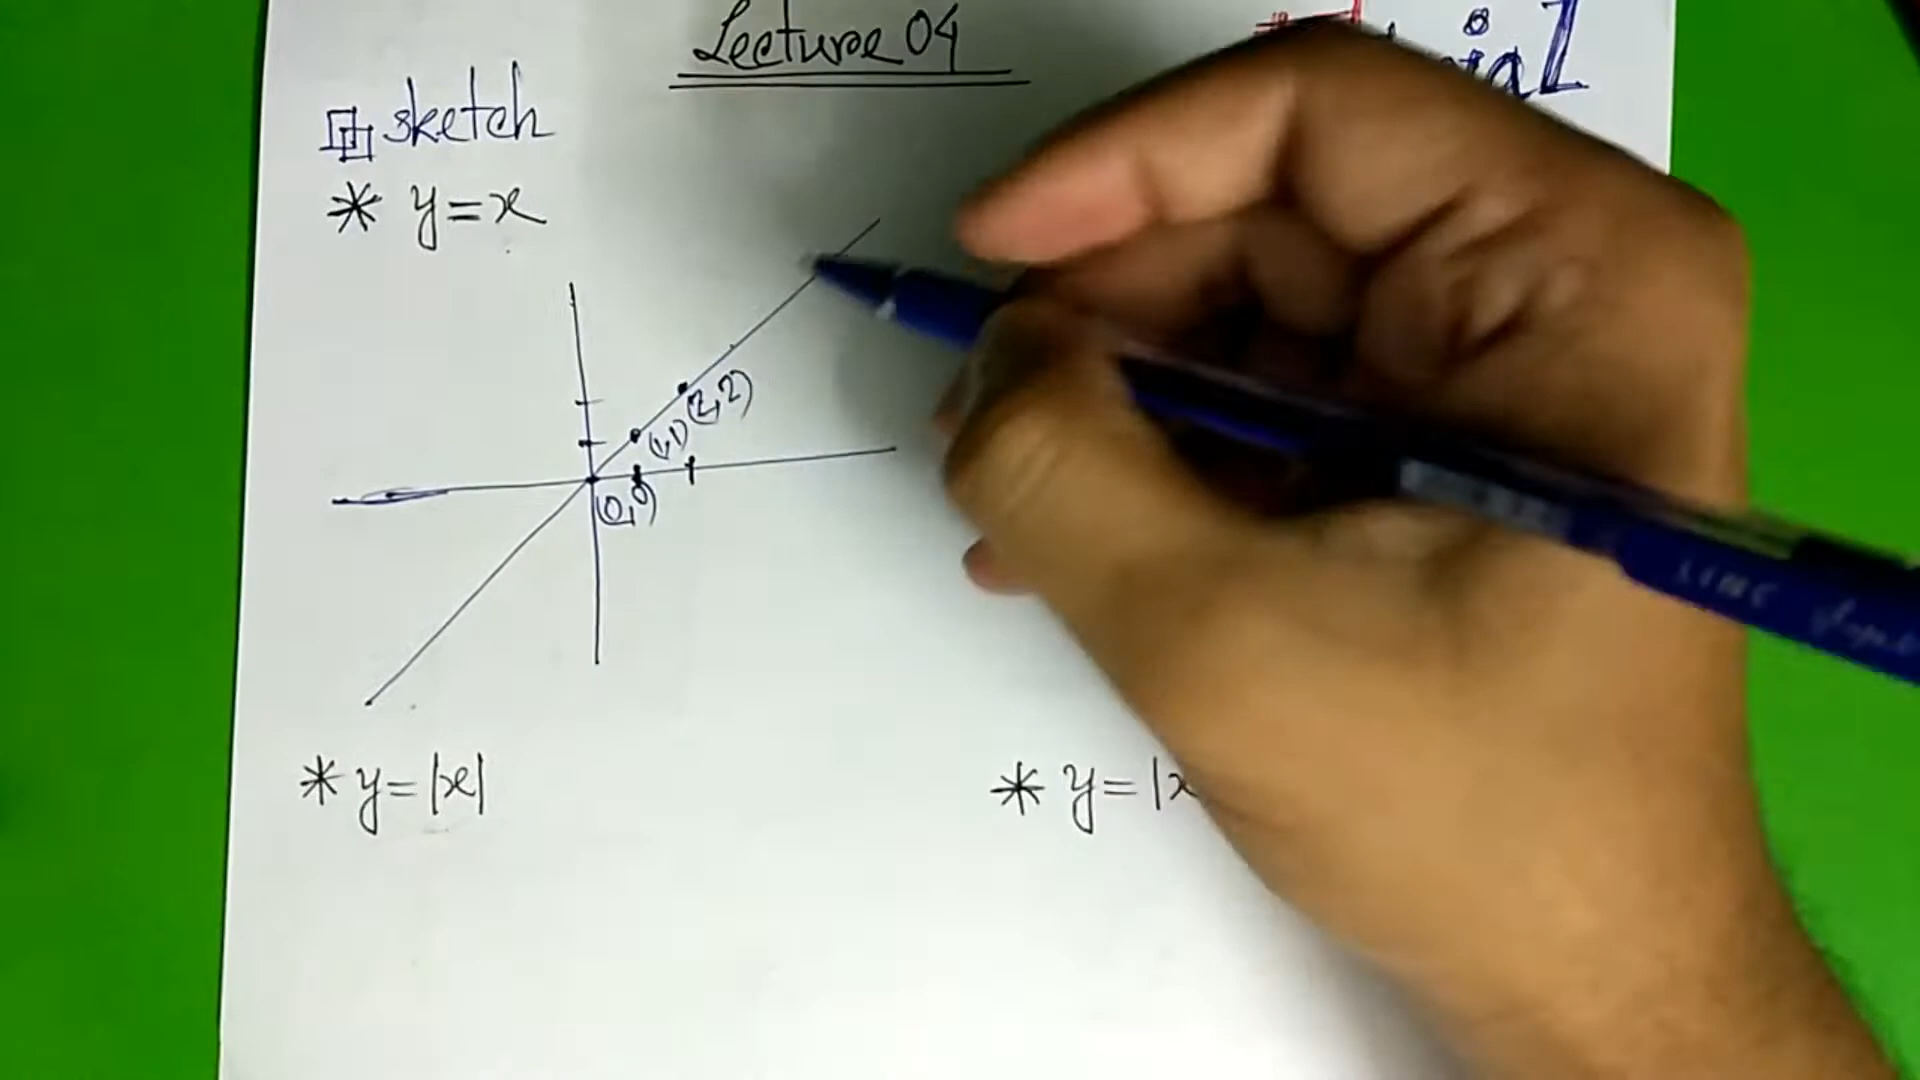 Lecture 04
sketch
* y=x
(2,2)
(1,1)
(0,0)
* y=|x|
* y=|x